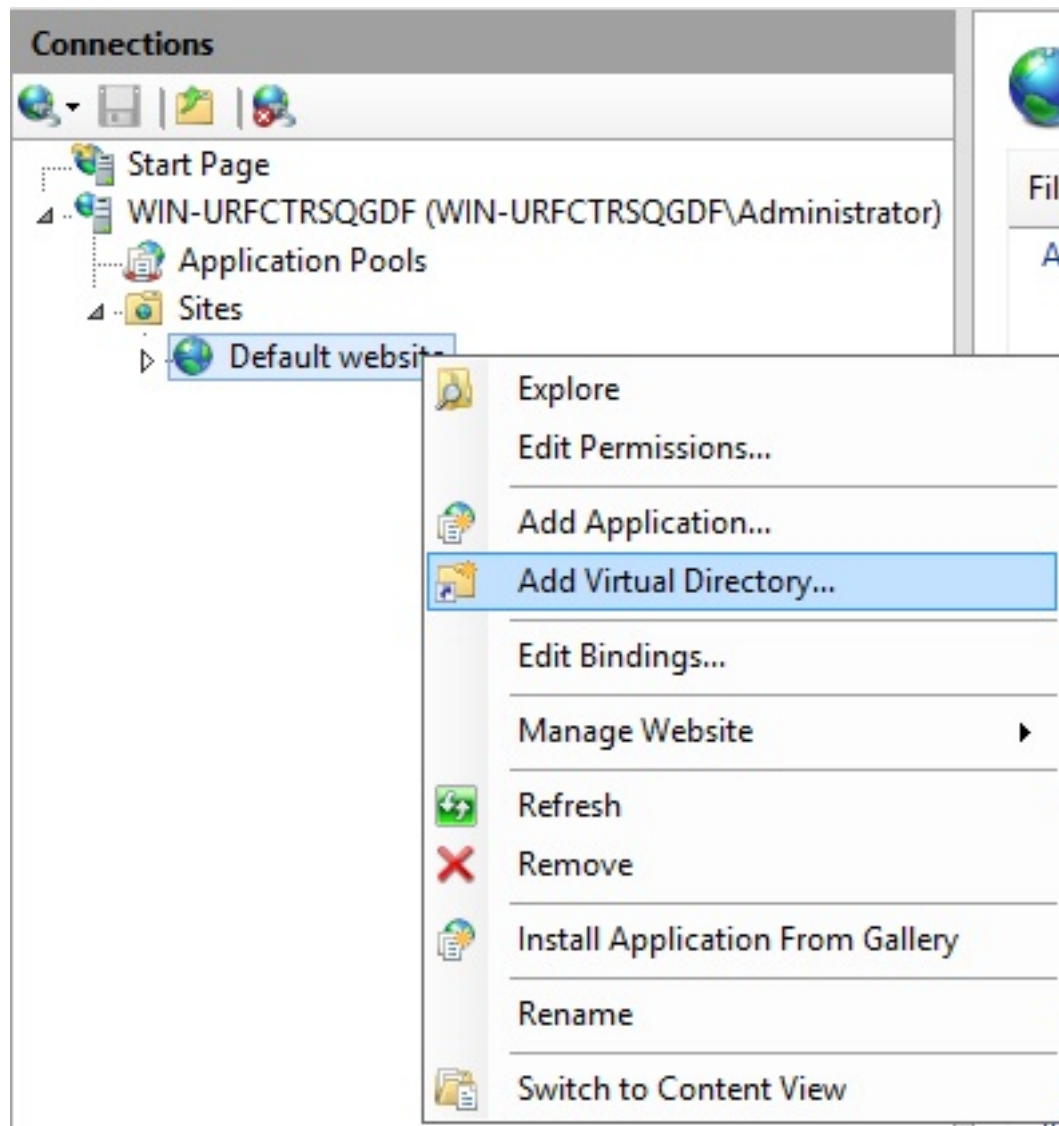 Connections
Start Page
WIN-URFCTRSQGDF (WIN-URFCTRSQGDF\Administrator)
Fil
Application Pools
A
Sites
Default website
Explore
Edit Permissions...
Add Application...
Add Virtual Directory...
Edit Bindings...
Manage Website
Refresh
Remove
Install Application From Gallery
Rename
Switch to Content View